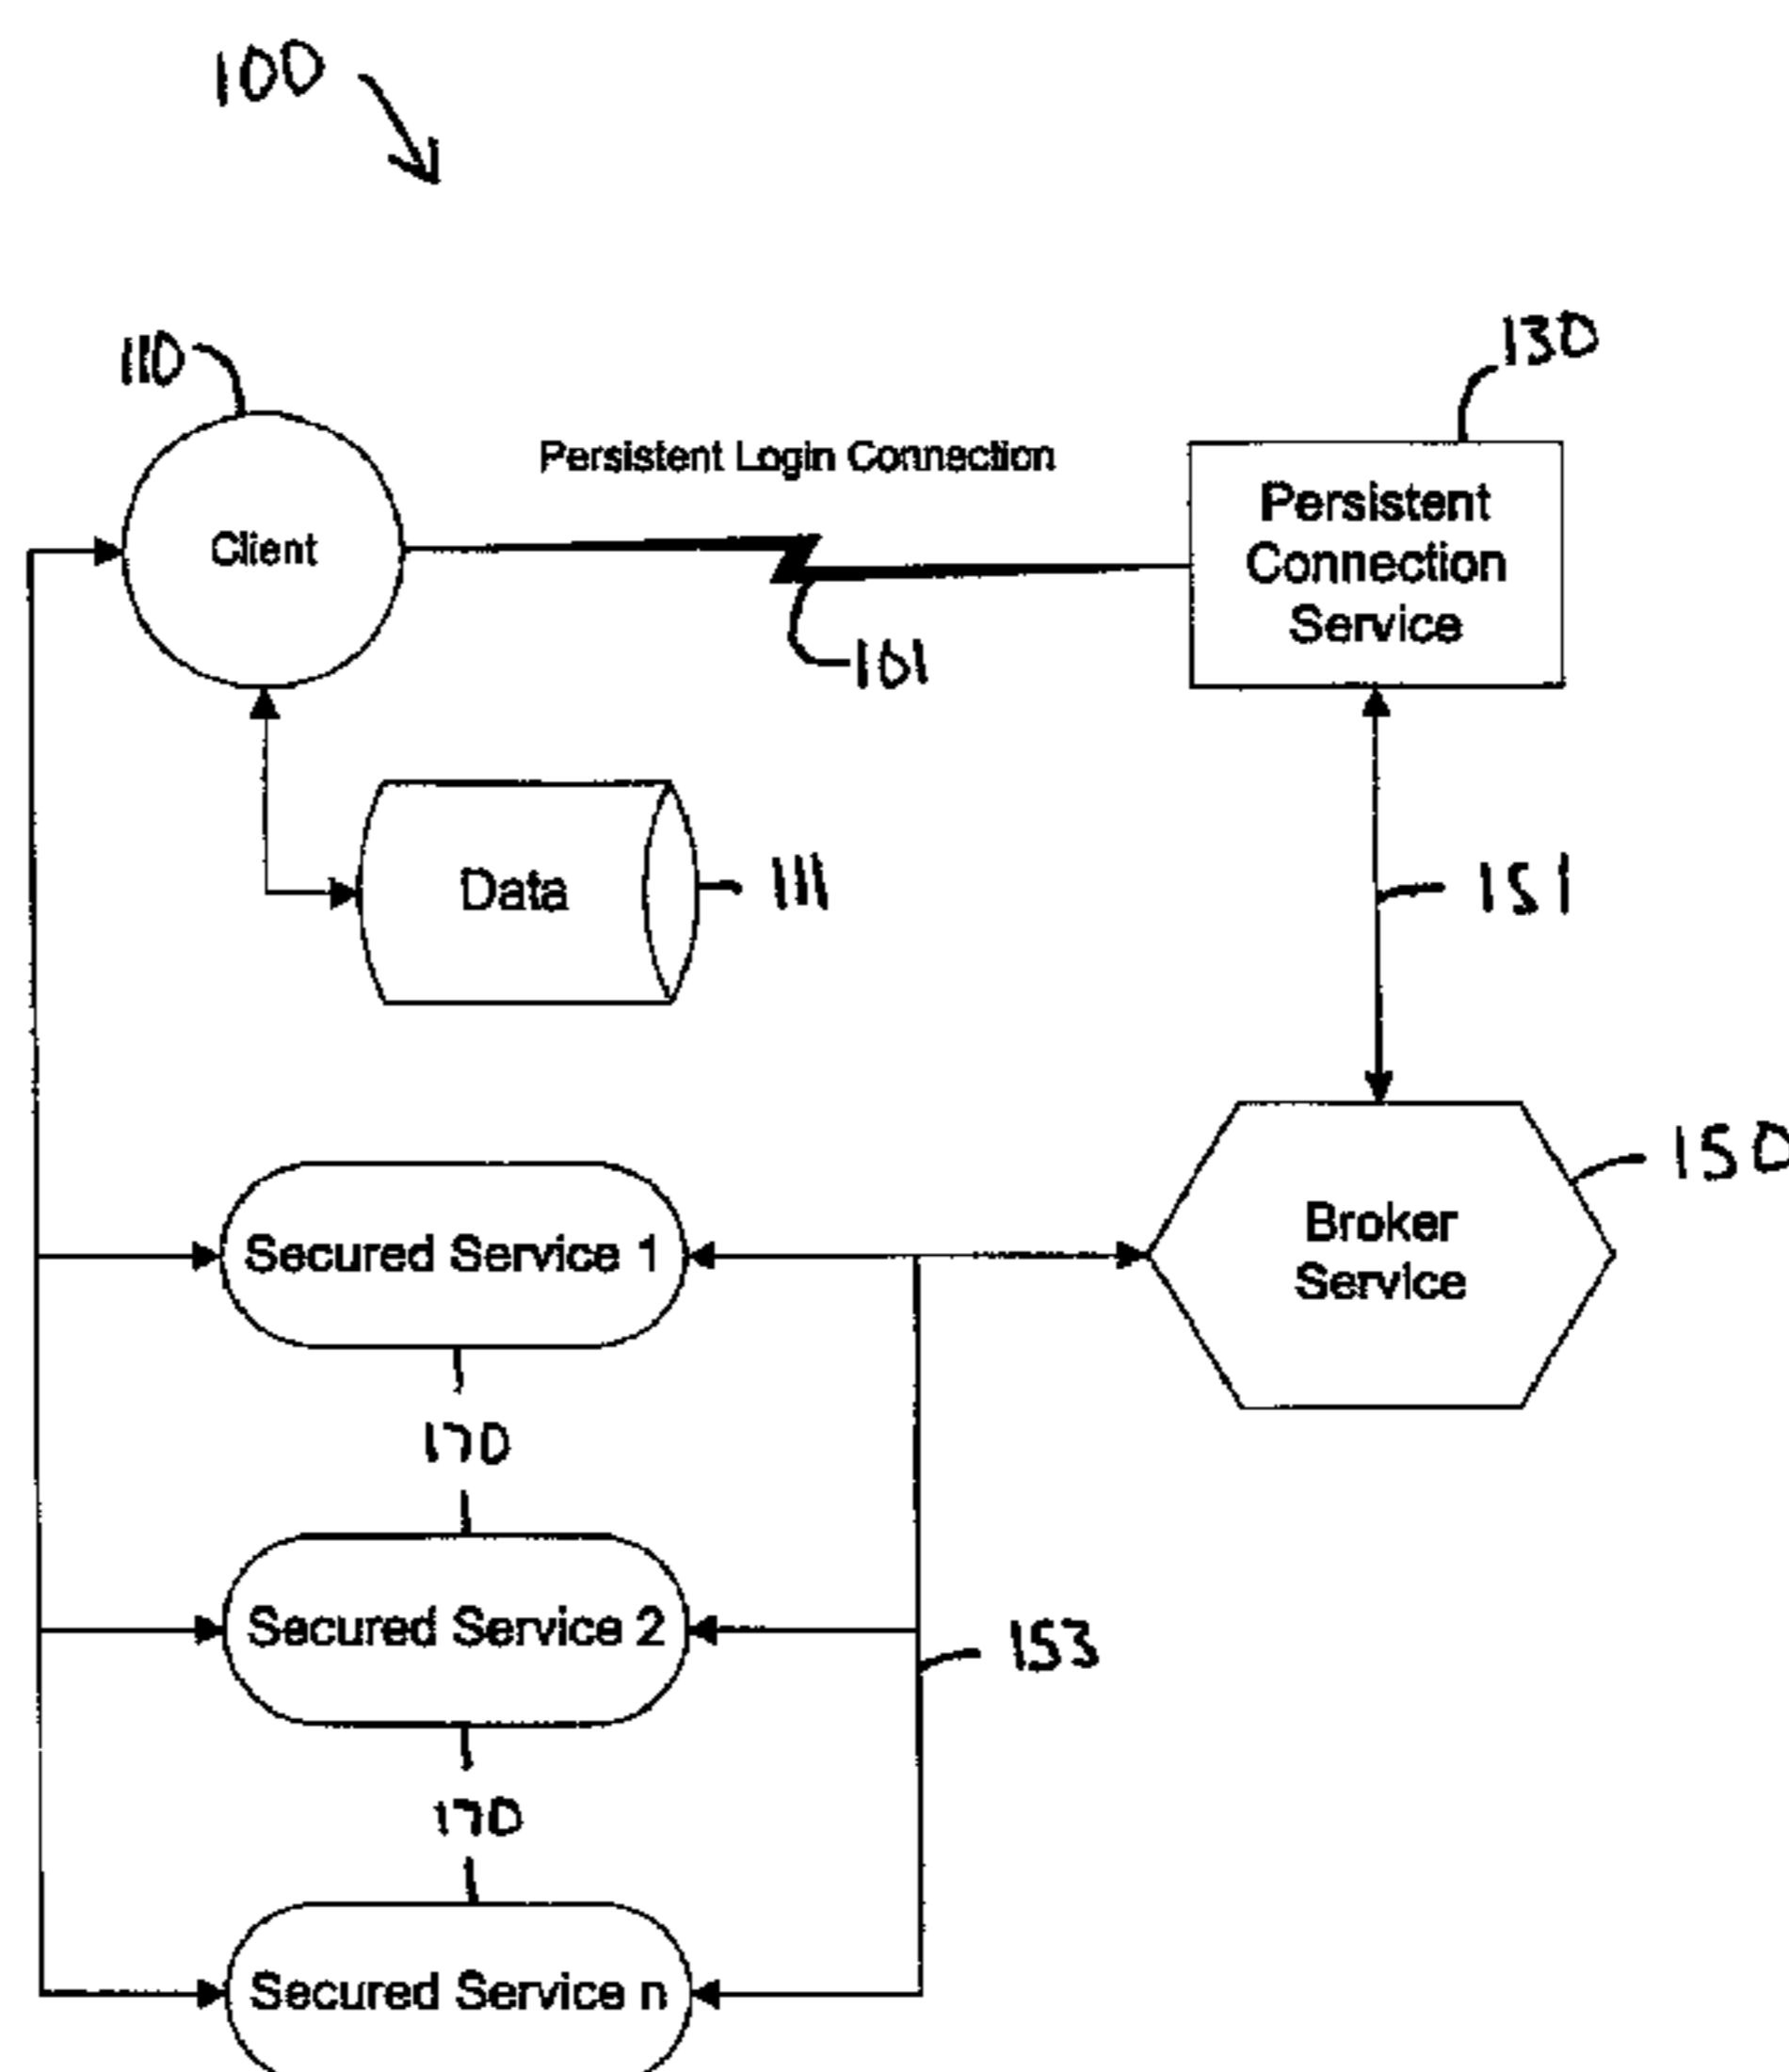 100
110
130
Persistent Login Connection
Persistent
Connection
Service
Client
101
Data
111
151
150
Broker
Service
Secured Service 1
170
Secured Service 2
153
170
Secured Service n